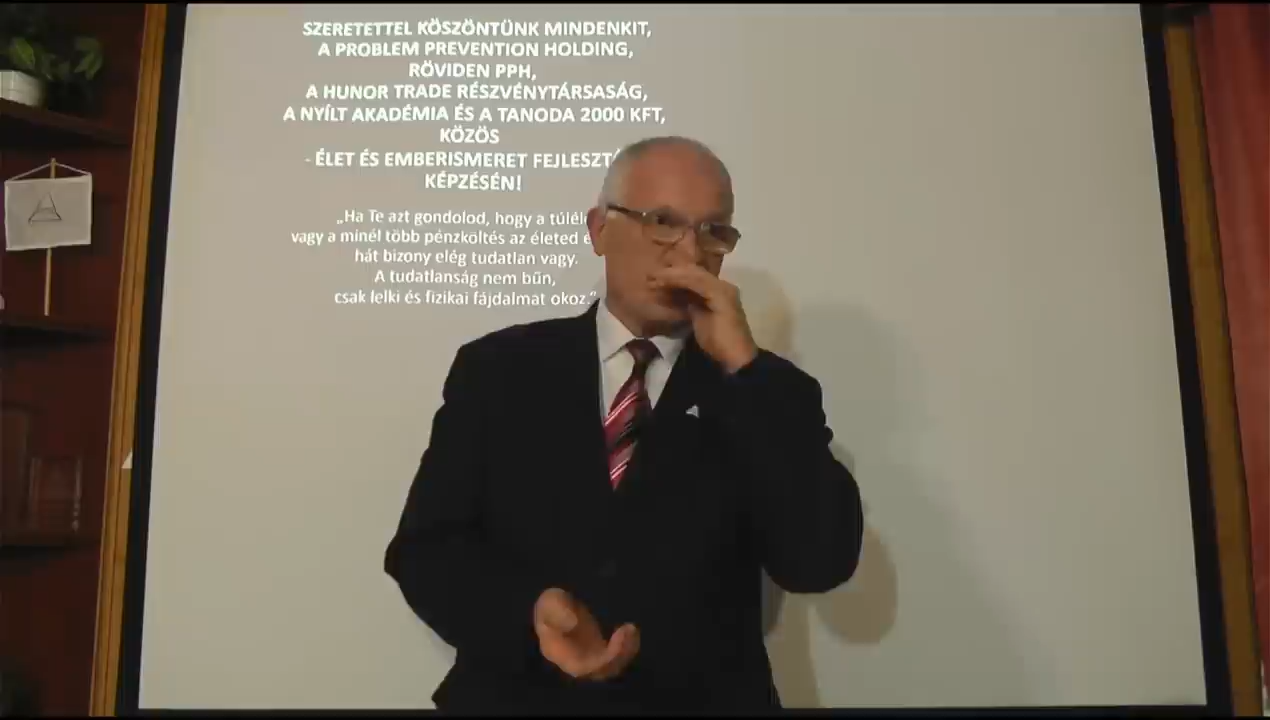 SZERETETTEL KÖSZÖNTÜNK MINDENKIT,
A PROBLEM PREVENTION HOLDING,
RÖVIDEN PPH,
A HUNOR TRADE RÉSZVÉNYTÁRSASÁG,
A NYÍLT AKADÉMIA ÉS A TANODA 2000 KFT,
KÖZÖS
- ÉLET ÉS EMBERISMERET
KÉPZÉSÉN!
„Ha Te azt gondolod, hogy a
vagy a minél több pénzköltés az életed
hát bizony elég tudatlan vagy.
A tudatlanság nem bűn,
csak lelki és fizikai fájdalmat okoz.”